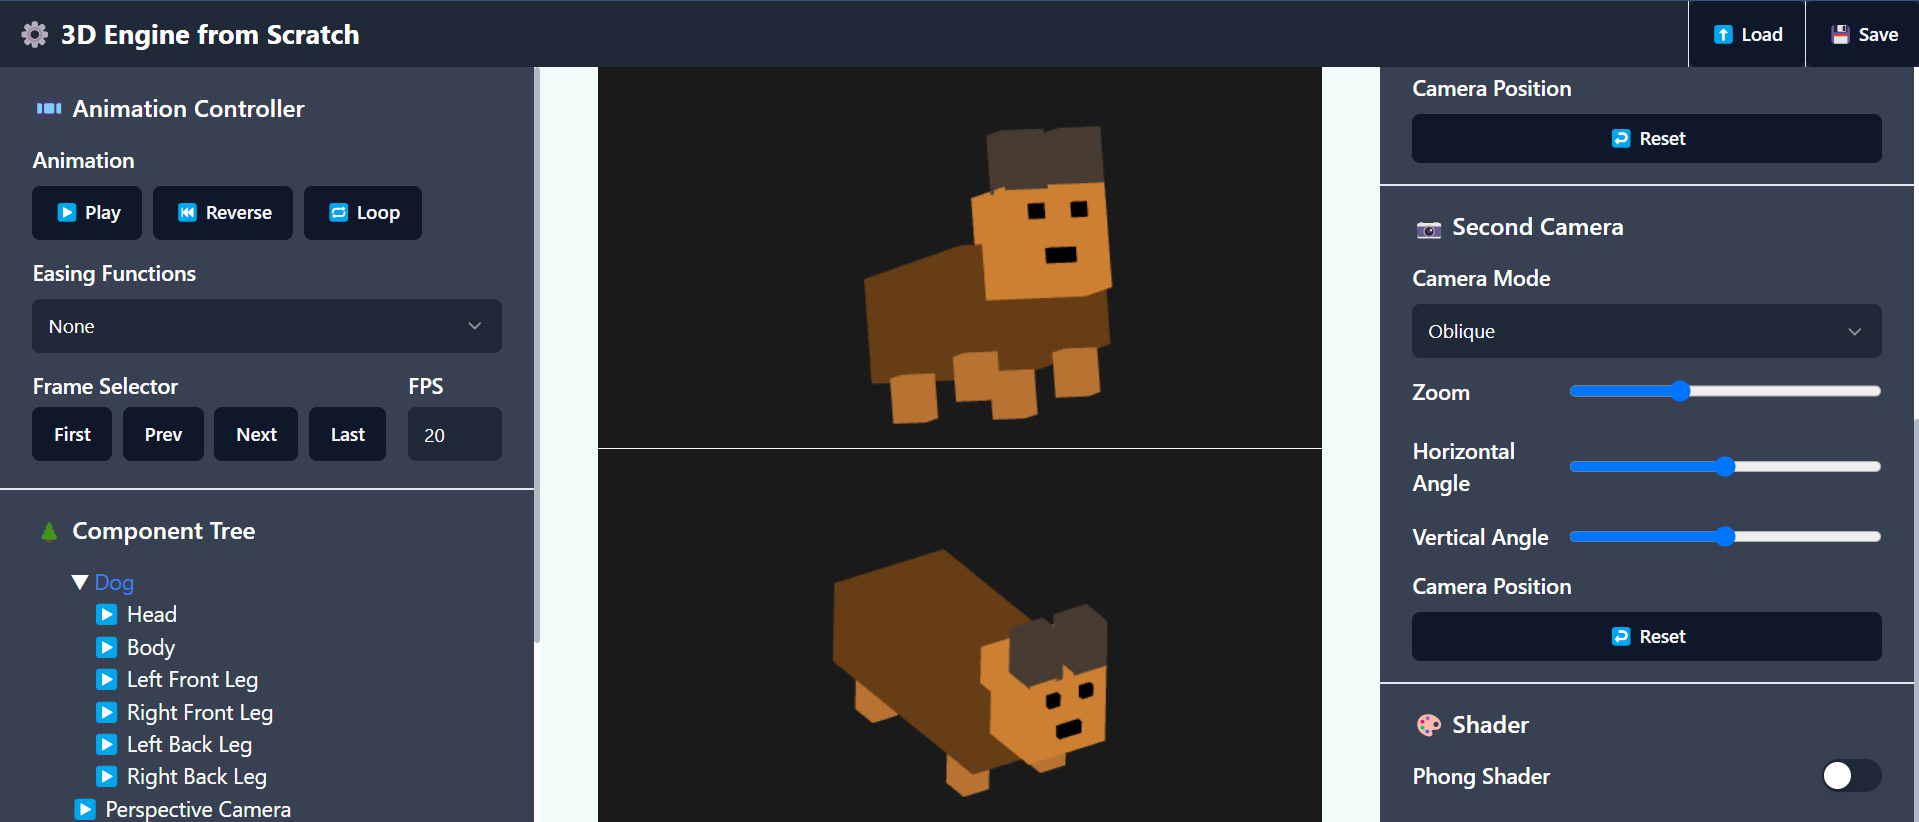 3D Engine from Scratch
Load
Save
Animation Controller
Animation
Play
Reverse
Loop
Easing Functions
None
Frame Selector
FPS
First
Prev
Next
Last
20
Component Tree
Dog
Head
Body
Left Front Leg
Right Front Leg
Left Back Leg
Right Back Leg
Perspective Camera
Camera Position
Reset
Second Camera
Camera Mode
Oblique
Zoom
Horizontal
Angle
Vertical Angle
Camera Position
Reset
Shader
Phong Shader